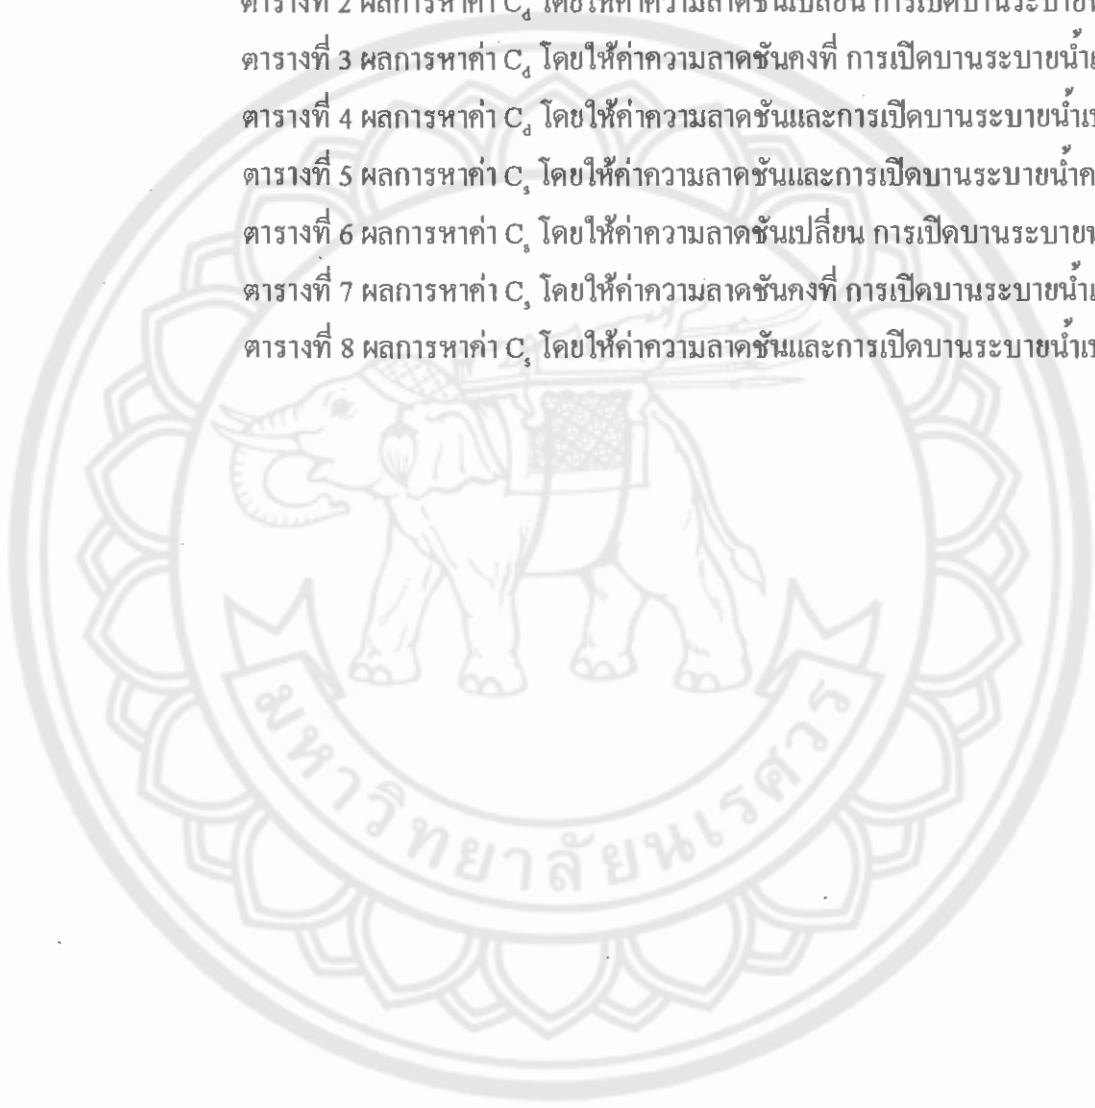 ตารางที่ 2 ผลการหาค่า C_d โดยให้ค่าความลาดชันเปลี่ยน การเปิดบานระบาย
ตารางที่ 3 ผลการหาค่า C_d โดยให้ค่าความลาดชันคงที่ การเปิดบานระบายน้ำ
ตารางที่ 4 ผลการหาค่า C_d โดยให้ค่าความลาดชันและการเปิดบานระบายน้ำ
ตารางที่ 5 ผลการหาค่า C_s โดยให้ค่าความลาดชันและการเปิดบานระบายน้ำค
ตารางที่ 6 ผลการหาค่า C_s โดยให้ค่าความลาดชันเปลี่ยน การเปิดบานระบาย
ตารางที่ 7 ผลการหาค่า C_s โดยให้ค่าความลาดชันคงที่ การเปิดบานระบายน้ำ
ตารางที่ 8 ผลการหาค่า C_s โดยให้ค่าความลาดชันและการเปิดบานระบายน้ำ
มหาวิทยาลัยนเรศวร